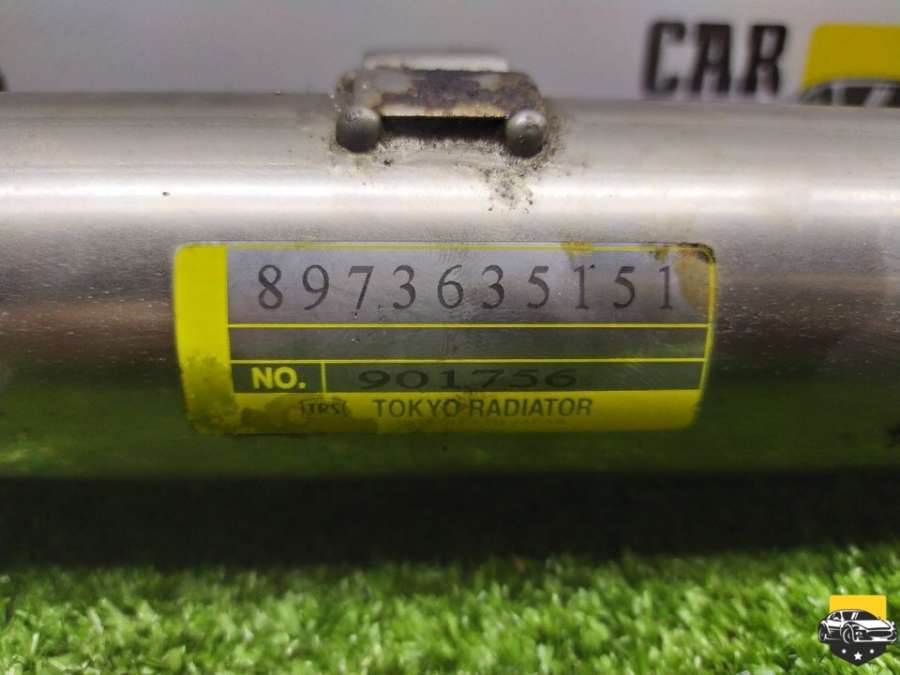 CAR
8973635151
NO. 901756
TRS TOKYO RADIATOR